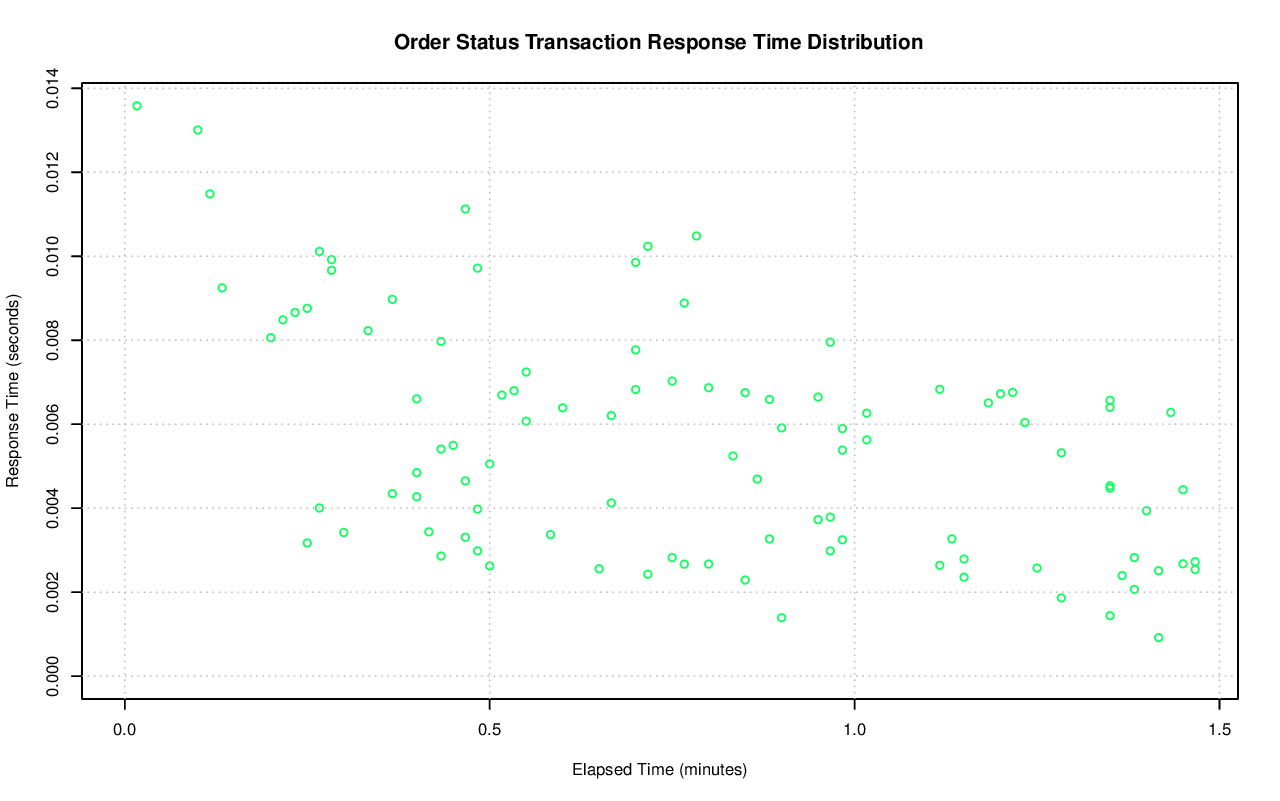 Order Status Transaction Response Time Distribution
Response Time (seconds)
0.014
0.012
0.010
0.008
0.006
0.004
0.002
0.000
0.0 0.5 1.0 1.5
Elapsed Time (minutes)